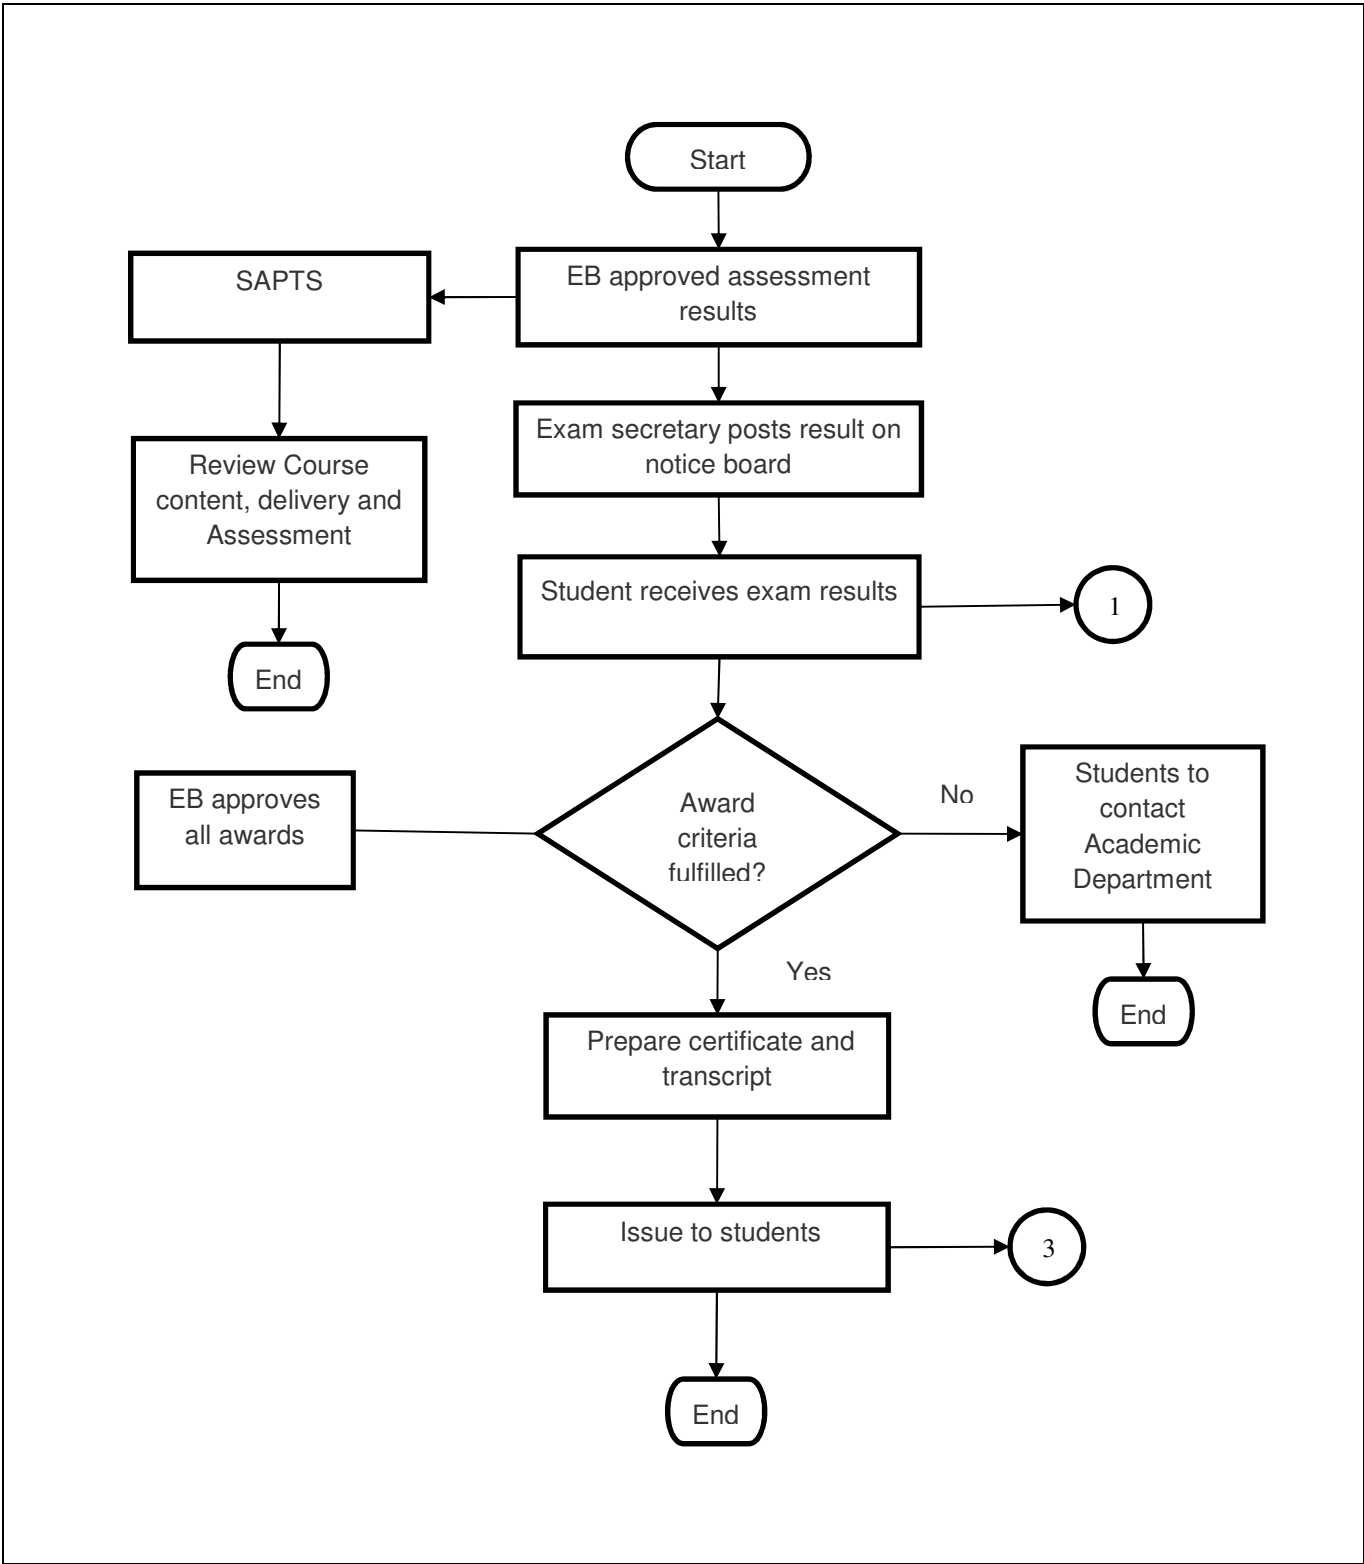 Start
SAPTS
EB approved assessment
results
Exam secretary posts result on
notice board
Review Course
content, delivery and
Assessment
Student receives exam results
1
End
EB approves
all awards
Award
criteria
fulfilled?
No
Students to
contact
Academic
Department
Yes
End
Prepare certificate and
transcript
Issue to students
3
End